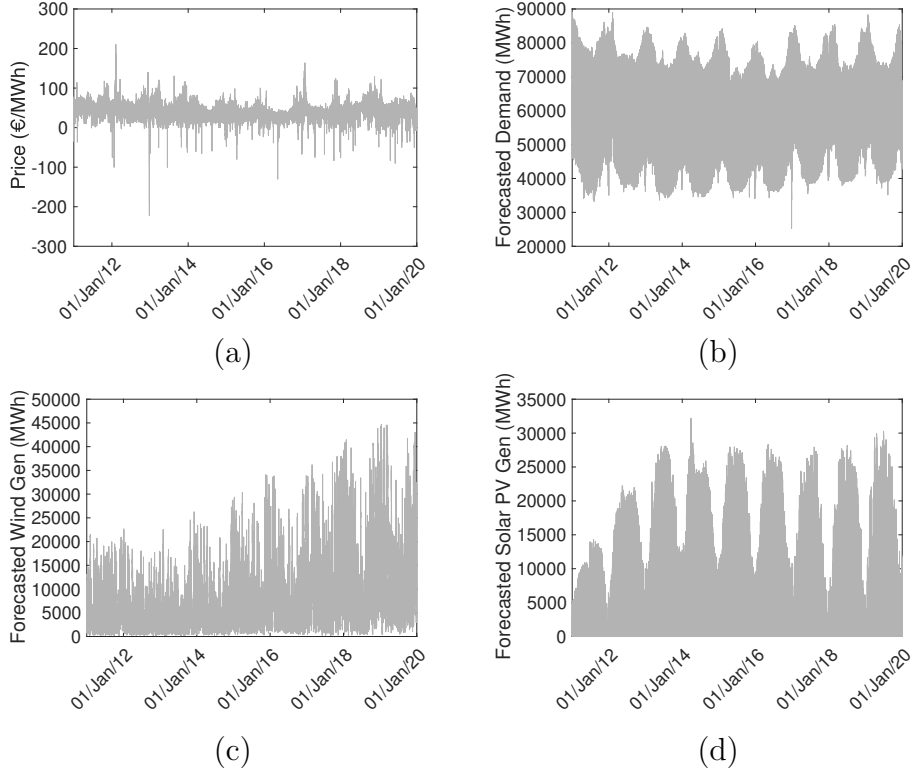 300
200
100
0
-100
-200
-300
Price (€/MWh)
01/Jan/12
01/Jan/14
01/Jan/16
01/Jan/18
01/Jan/20
(a)
90000
80000
70000
60000
50000
40000
30000
20000
Forecasted Demand (MWh)
01/Jan/12
01/Jan/14
01/Jan/16
01/Jan/18
01/Jan/20
(b)
50000
45000
40000
35000
30000
25000
20000
15000
10000
5000
0
Forecasted Wind Gen (MWh)
01/Jan/12
01/Jan/14
01/Jan/16
01/Jan/18
01/Jan/20
(c)
35000
30000
25000
20000
15000
10000
5000
0
Forecasted Solar PV Gen (MWh)
01/Jan/12
01/Jan/14
01/Jan/16
01/Jan/18
01/Jan/20
(d)